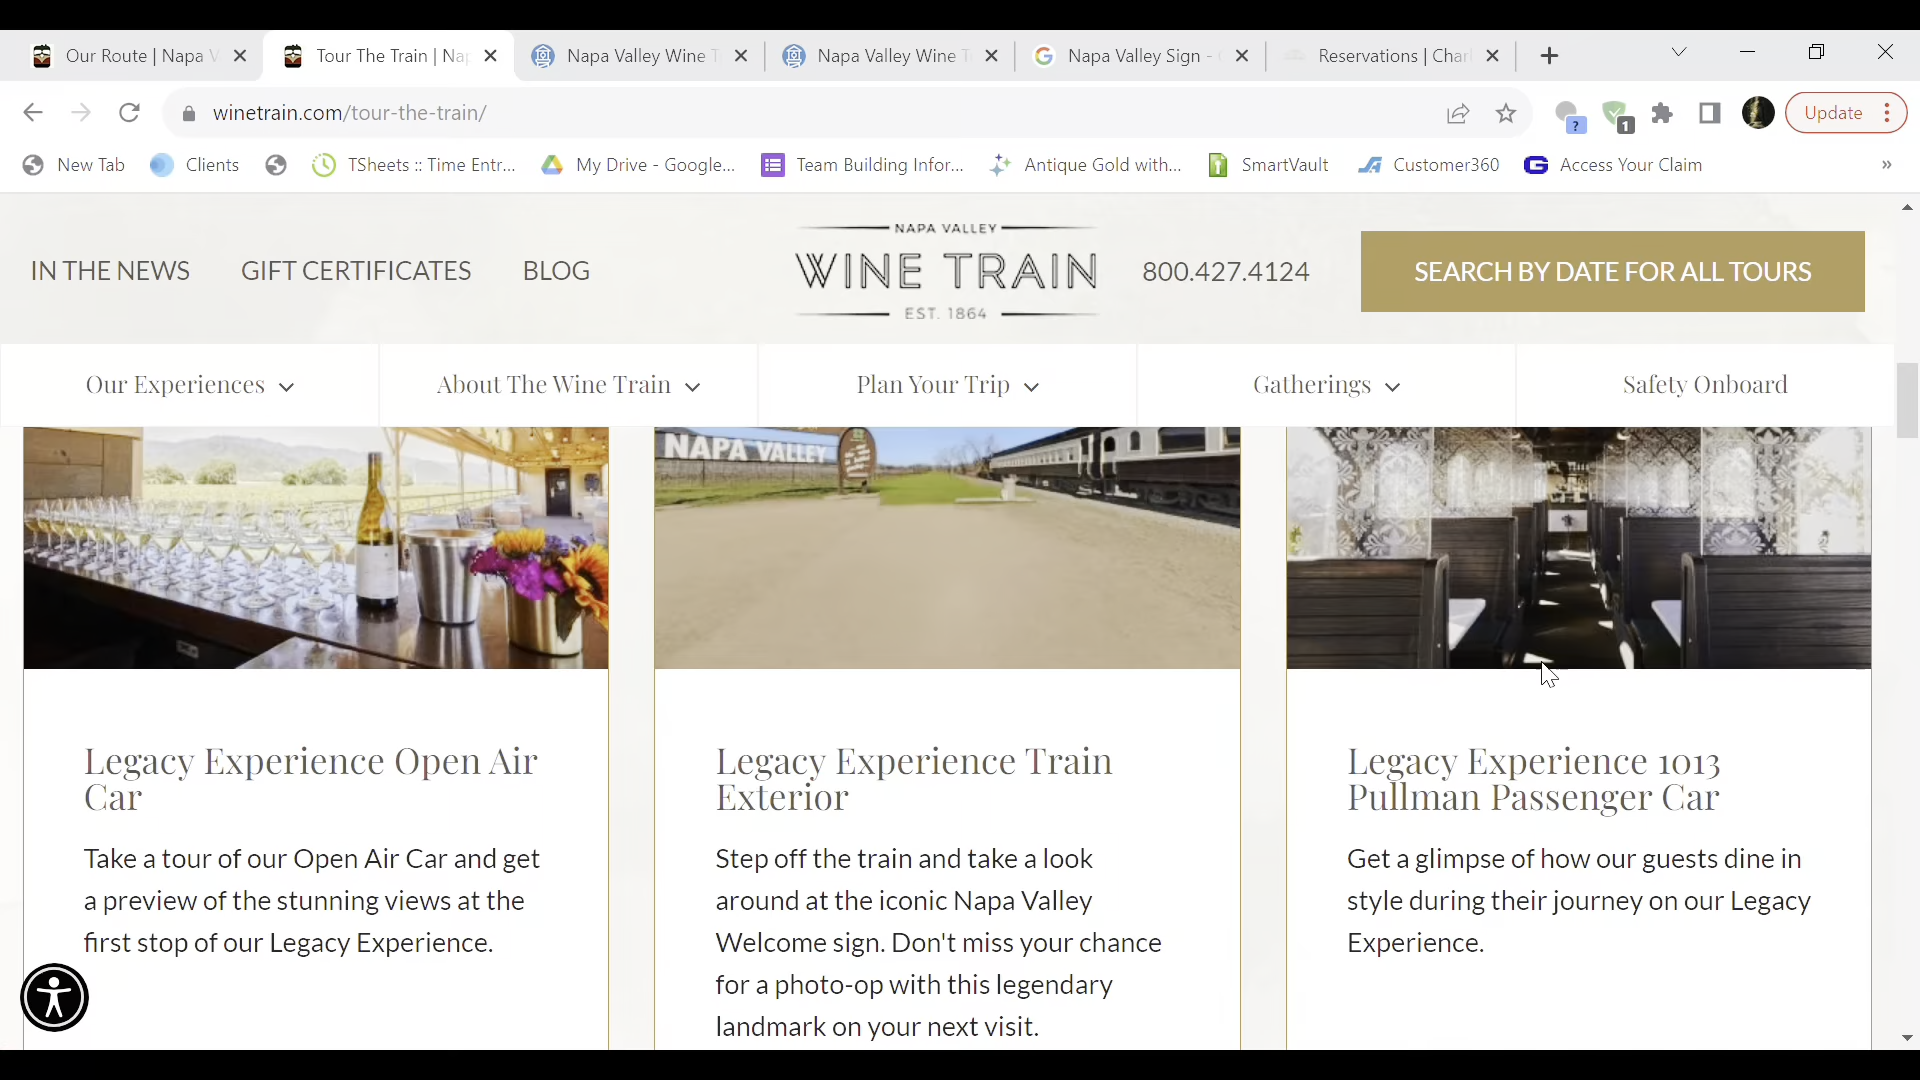 Our Route | Napa V
Tour The Train | Nap
Napa Valley Wine T
Napa Valley Wine T
Napa Valley Sign -
Reservations | Charl
winetrain.com/tour-the-train/
?
1
Update
New Tab
Clients
TSheets :: Time Entr...
My Drive - Google...
Team Building Infor...
Antique Gold with...
SmartVault
Customer360
Access Your Claim
»
IN THE NEWS
GIFT CERTIFICATES
BLOG
NAPA VALLEY
WINE TRAIN
EST. 1864
800.427.4124
SEARCH BY DATE FOR ALL TOURS
Our Experiences
About The Wine Train
Plan Your Trip
Gatherings
Safety Onboard
NAPA VALLEY
Legacy Experience Open Air
Car
Take a tour of our Open Air Car and get
a preview of the stunning views at the
first stop of our Legacy Experience.
Legacy Experience Train
Exterior
Step off the train and take a look
around at the iconic Napa Valley
Welcome sign. Don't miss your chance
for a photo-op with this legendary
landmark on your next visit.
Legacy Experience 1013
Pullman Passenger Car
Get a glimpse of how our guests dine in
style during their journey on our Legacy
Experience.